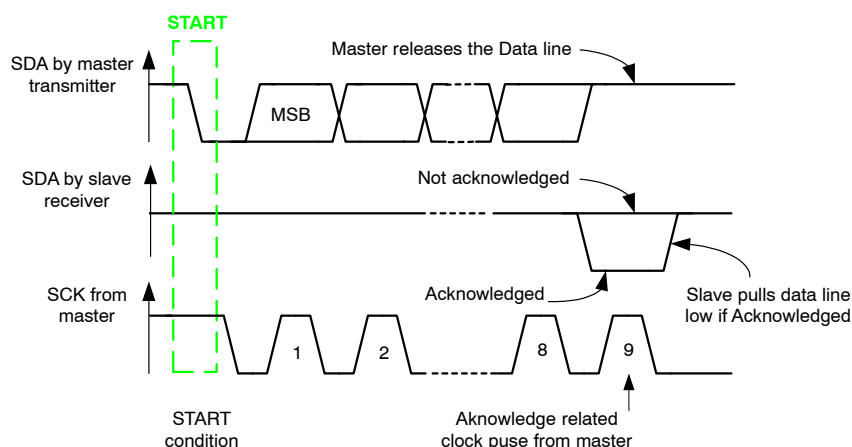 START
Master releases the Data line
SDA by master
transmitter
MSB
SDA by slave
receiver
Not acknowledged
SCK from
master
Acknowledged
Slave pulls data line
low if Acknowledged
1
2
8
9
START
condition
Aknowledge related
clock puse from master